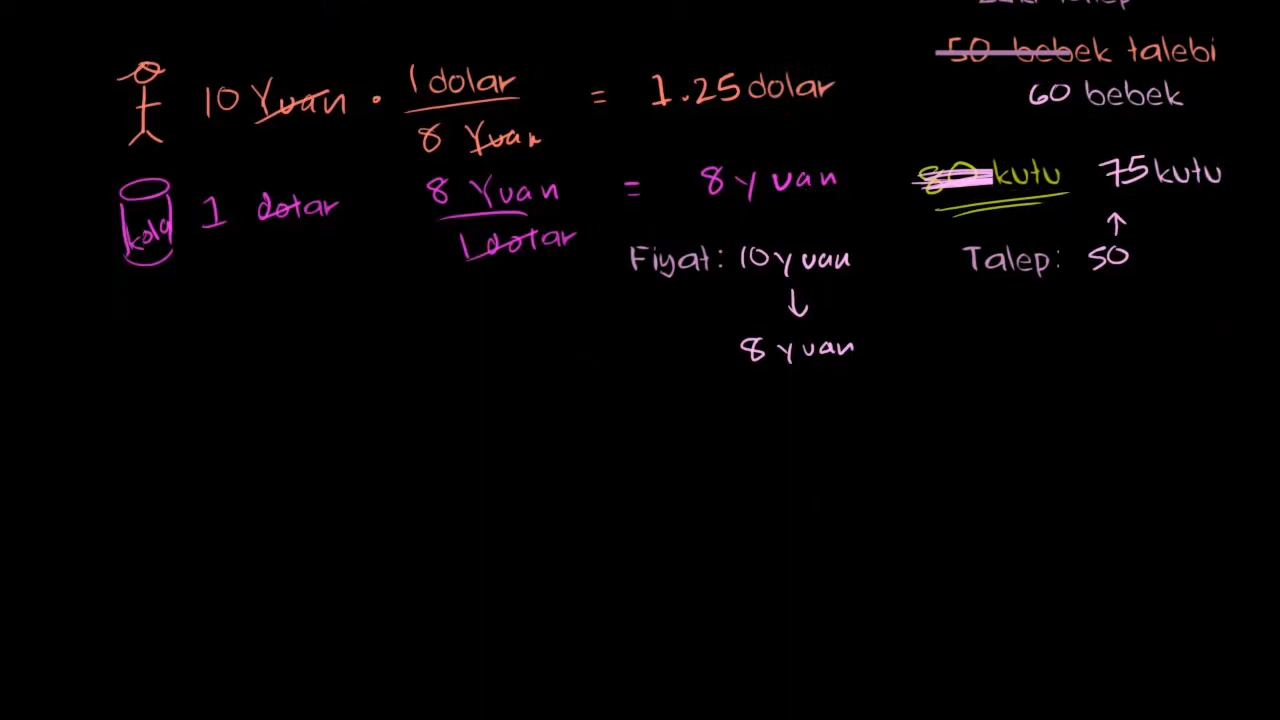 50 bebek talebi
60 bebek
10 Yuan · 1 dolar / 8 Yuan = 1.25 dolar
kola 1 dolar 8 Yuan / 1 dolar = 8 yuan
80 kutu 75 kutu
Fiyat: 10 yuan
↓
8 yuan
Talep: 50
↑